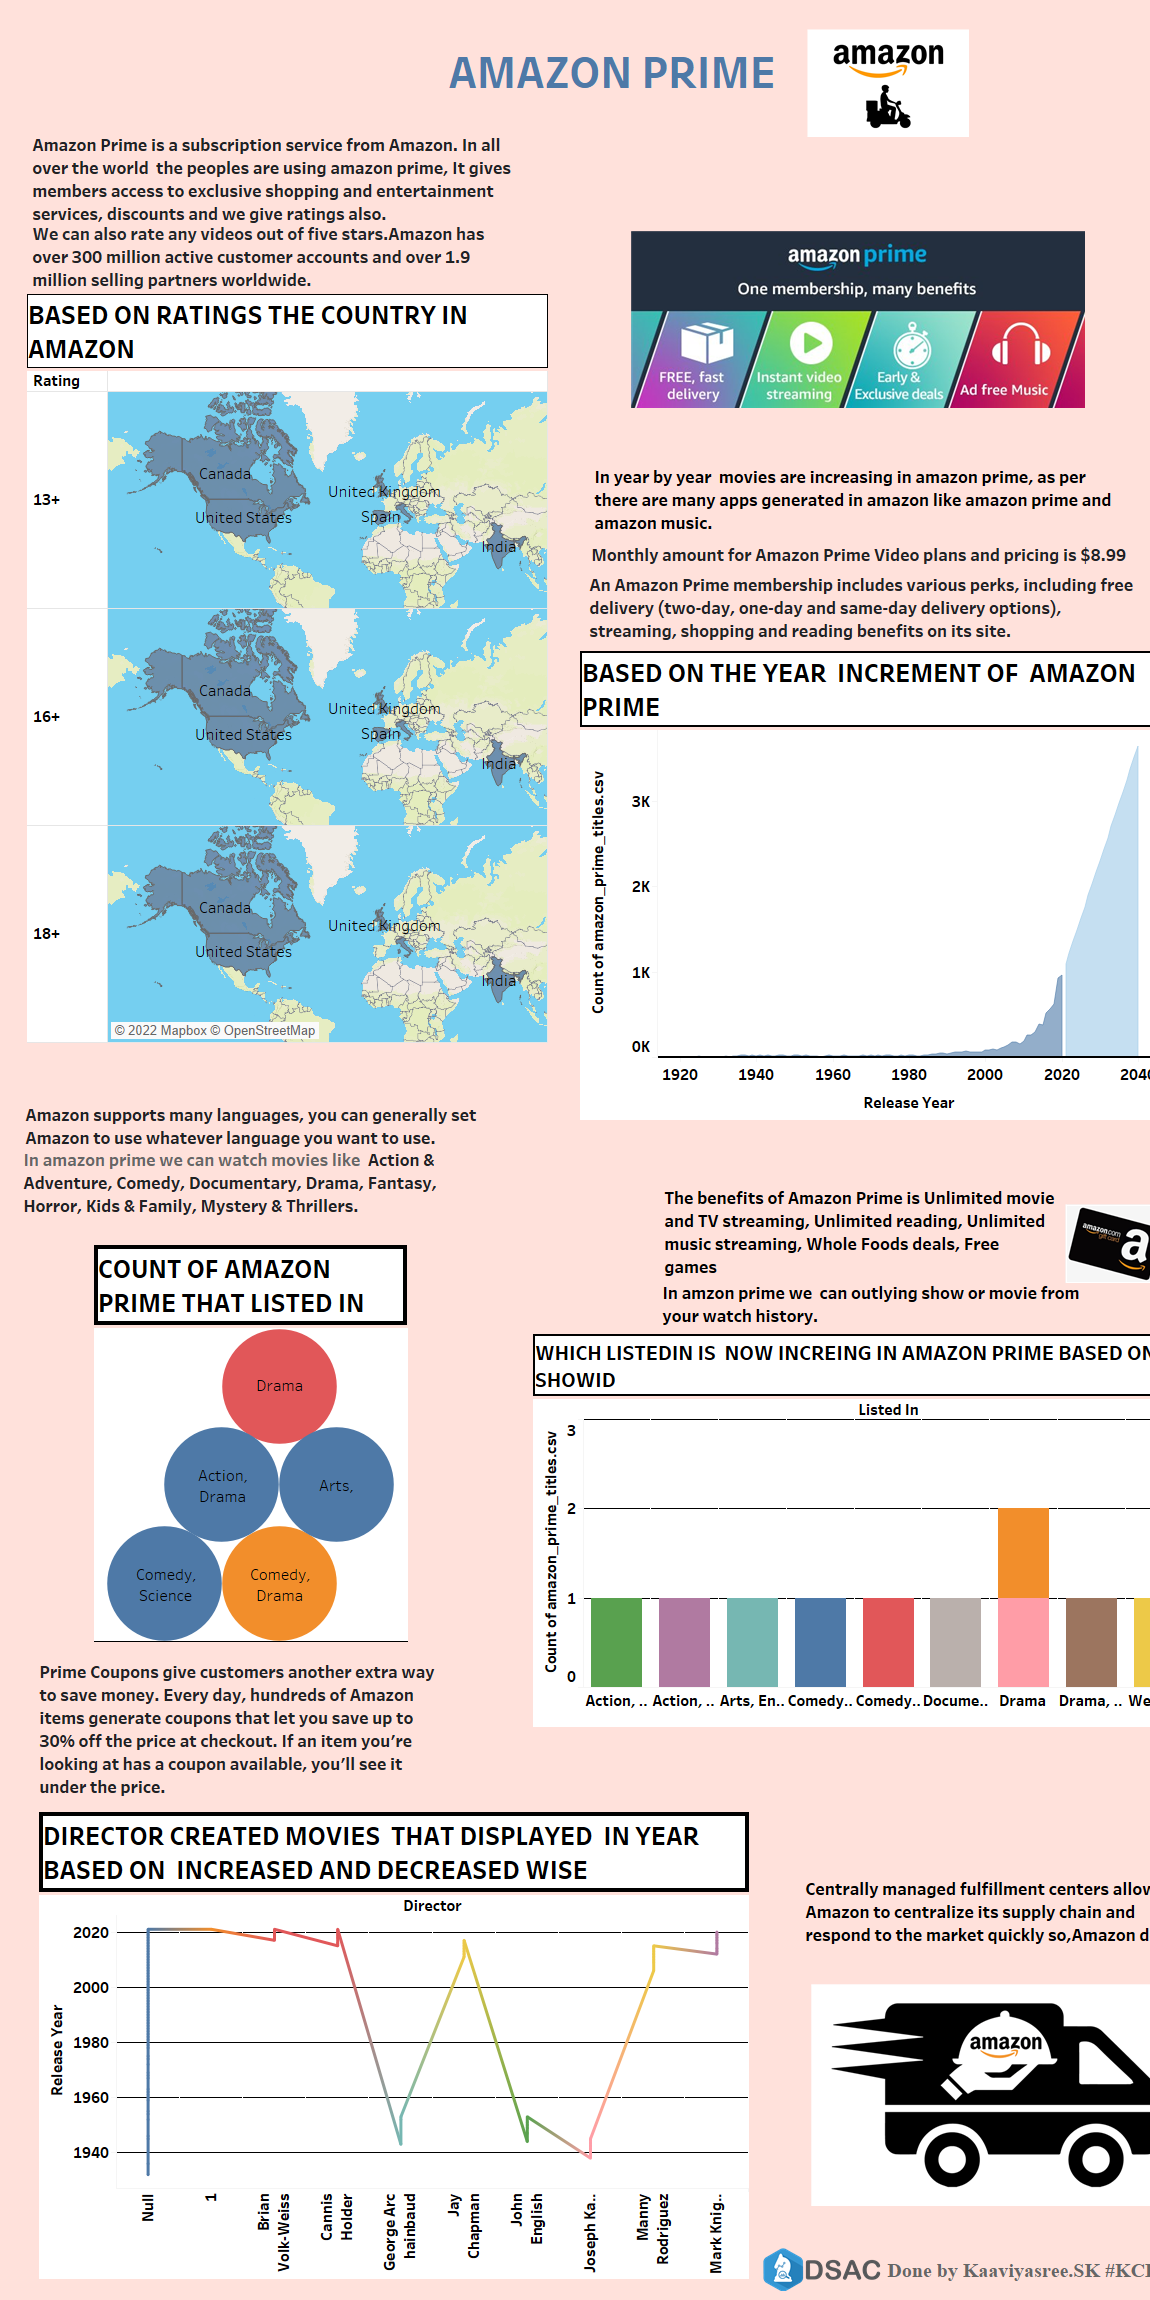 AMAZON PRIME
amazon
Amazon Prime is a subscription service from Amazon. In all
over the world  the peoples are using amazon prime, It gives
members access to exclusive shopping and entertainment
services, discounts and we give ratings also.
We can also rate any videos out of five stars.Amazon has
over 300 million active customer accounts and over 1.9
million selling partners worldwide.
amazon prime
One membership, many benefits
FREE, fast
delivery
Instant video
streaming
Early &
Exclusive deals
Ad free Music
BASED ON RATINGS THE COUNTRY IN
AMAZON
Rating
13+
Canada
United States
United Kingdom
Spain
India
16+
Canada
United States
United Kingdom
Spain
India
18+
Canada
United States
United Kingdom
India
© 2022 Mapbox © OpenStreetMap
In year by year  movies are increasing in amazon prime, as per
there are many apps generated in amazon like amazon prime and
amazon music.
Monthly amount for Amazon Prime Video plans and pricing is $8.99
An Amazon Prime membership includes various perks, including free
delivery (two-day, one-day and same-day delivery options),
streaming, shopping and reading benefits on its site.
BASED ON THE YEAR  INCREMENT OF  AMAZON
PRIME
Count of amazon_prime_titles.csv
3K
2K
1K
0K
1920 1940 1960 1980 2000 2020 2040
Release Year
Amazon supports many languages, you can generally set
Amazon to use whatever language you want to use.
In amazon prime we can watch movies like  Action &
Adventure, Comedy, Documentary, Drama, Fantasy,
Horror, Kids & Family, Mystery & Thrillers.
The benefits of Amazon Prime is Unlimited movie
and TV streaming, Unlimited reading, Unlimited
music streaming, Whole Foods deals, Free
games
amazon.com
gift card
a
In amzon prime we  can outlying show or movie from
your watch history.
COUNT OF AMAZON
PRIME THAT LISTED IN
Drama
Action,
Drama
Arts,
Comedy,
Science
Comedy,
Drama
WHICH LISTEDIN IS  NOW INCREING IN AMAZON PRIME BASED ON
SHOWID
Listed In
Count of amazon_prime_titles.csv
3
2
1
0
Action, .. Action, .. Arts, En.. Comedy.. Comedy.. Docume.. Drama Drama, .. We
Prime Coupons give customers another extra way
to save money. Every day, hundreds of Amazon
items generate coupons that let you save up to
30% off the price at checkout. If an item you’re
looking at has a coupon available, you’ll see it
under the price.
DIRECTOR CREATED MOVIES  THAT DISPLAYED  IN YEAR
BASED ON  INCREASED AND DECREASED WISE
Director
Release Year
2020
2000
1980
1960
1940
Null
1
Brian
Volk-Weiss
Cannis
Holder
George Arc
hainbaud
Jay
Chapman
John
English
Joseph Ka..
Manny
Rodriguez
Mark Knig..
Centrally managed fulfillment centers allow
Amazon to centralize its supply chain and
respond to the market quickly so,Amazon d
amazon
DSAC Done by Kaaviyasree.SK #KC